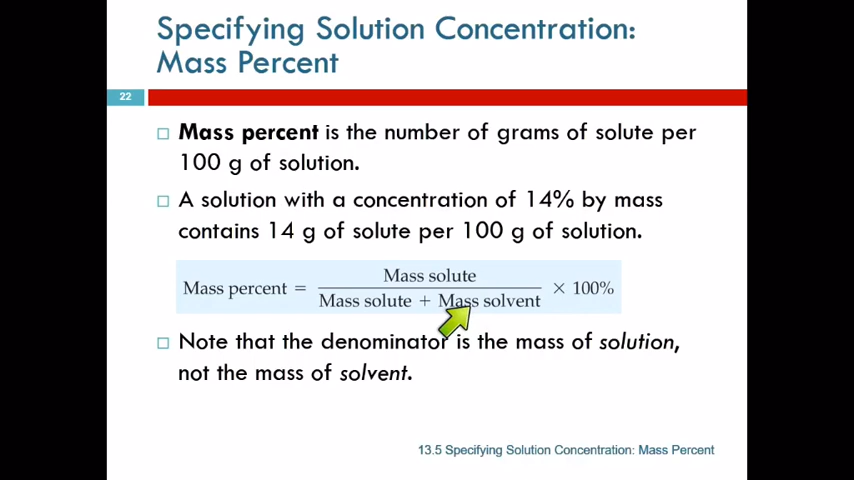 Specifying Solution Concentration:
Mass Percent
22
Mass percent is the number of grams of solute per
100 g of solution.
A solution with a concentration of 14% by mass
contains 14 g of solute per 100 g of solution.
Mass percent = Mass solute / Mass solute + Mass solvent × 100%
Note that the denominator is the mass of solution,
not the mass of solvent.
13.5 Specifying Solution Concentration: Mass Percent